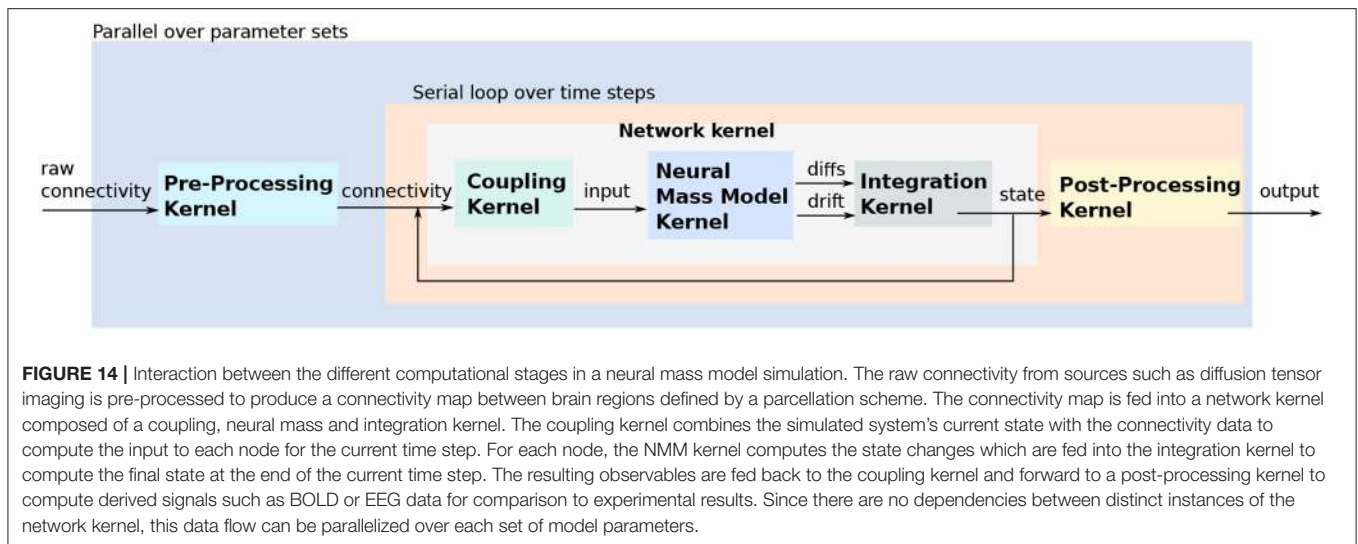 Parallel over parameter sets
Serial loop over time steps
Network kernel
raw
connectivity
Pre-Processing
Kernel
connectivity
Coupling
Kernel
input
Neural
Mass Model
Kernel
diffs
drift
Integration
Kernel
state
Post-Processing
Kernel
output
FIGURE 14 | Interaction between the different computational stages in a neural mass model simulation. The raw connectivity from sources such as diffusion tensor
imaging is pre-processed to produce a connectivity map between brain regions defined by a parcellation scheme. The connectivity map is fed into a network kernel
composed of a coupling, neural mass and integration kernel. The coupling kernel combines the simulated system's current state with the connectivity data to
compute the input to each node for the current time step. For each node, the NMM kernel computes the state changes which are fed into the integration kernel to
compute the final state at the end of the current time step. The resulting observables are fed back to the coupling kernel and forward to a post-processing kernel to
compute derived signals such as BOLD or EEG data for comparison to experimental results. Since there are no dependencies between distinct instances of the
network kernel, this data flow can be parallelized over each set of model parameters.